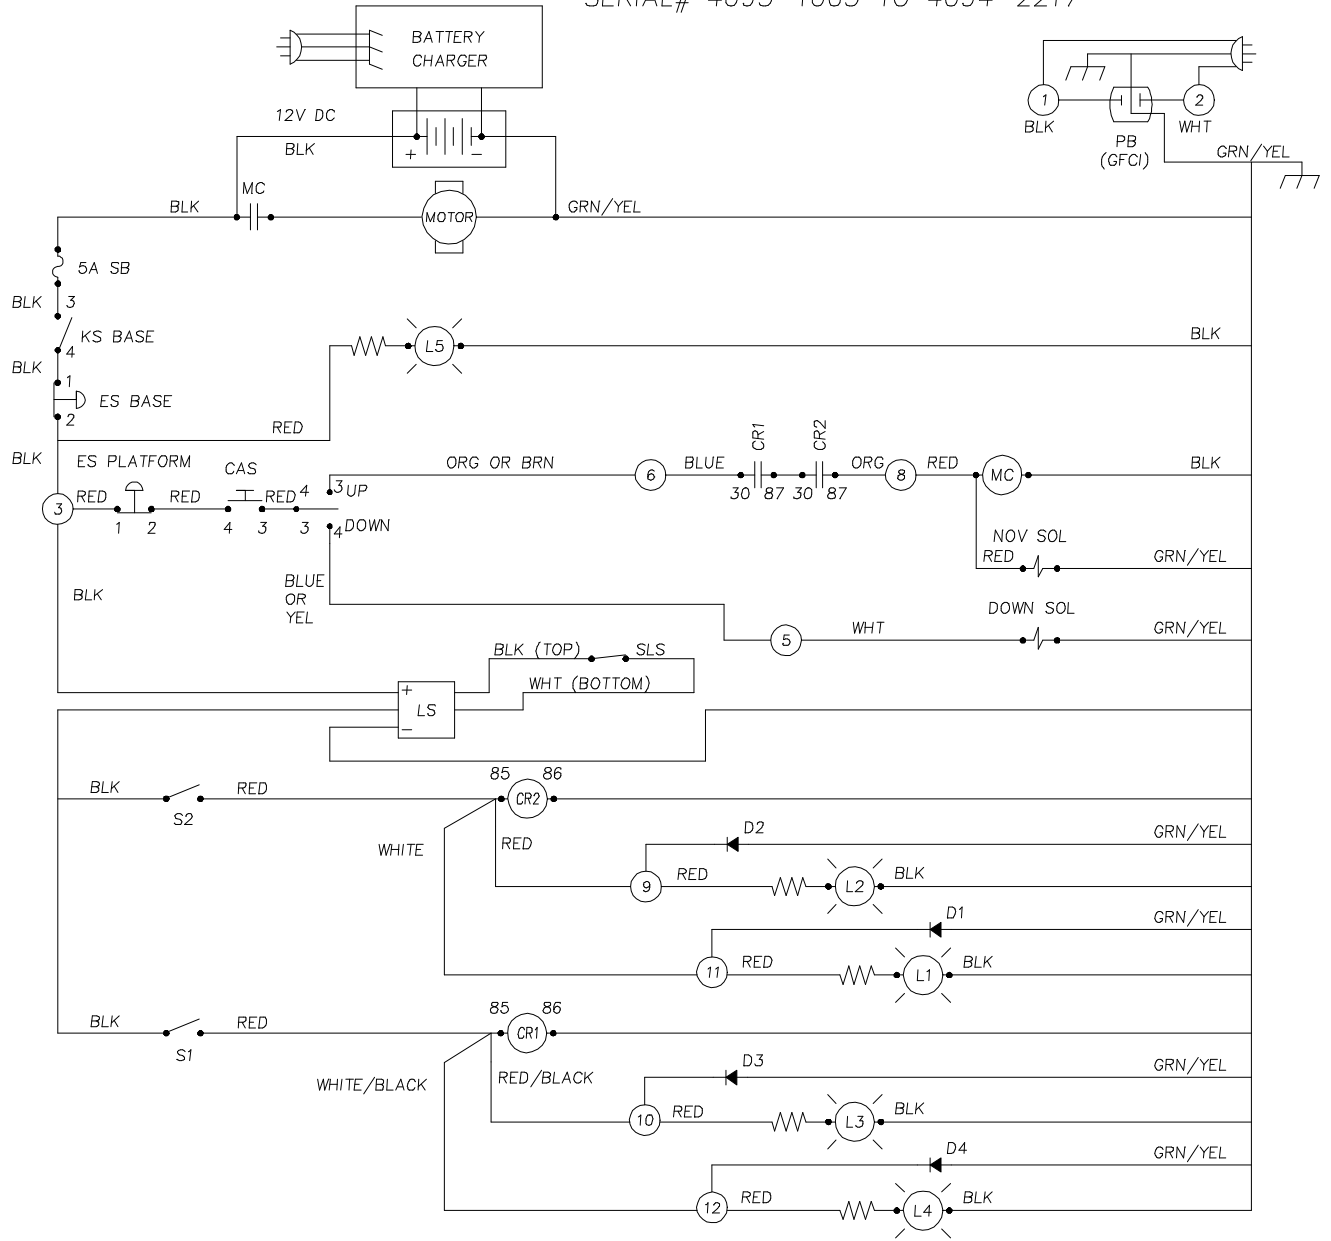 SERIAL# 4093-1005 TO 4094-2217
BATTERY
CHARGER
12V DC
BLK
+
-
1
2
BLK
WHT
PB
(GFCI)
GRN/YEL
MC
BLK
MOTOR
GRN/YEL
5A SB
BLK
3
KS BASE
4
L5
BLK
BLK
1
ES BASE
2
RED
BLK
ES PLATFORM
CAS
ORG OR BRN
6
BLUE
CR1
CR2
ORG
8
RED
MC
BLK
30
87
30
87
3
RED
RED
RED
4
3
UP
1
2
4
3
3
4
DOWN
NOV SOL
RED
GRN/YEL
BLK
BLUE
OR
YEL
DOWN SOL
5
WHT
GRN/YEL
BLK (TOP)
SLS
WHT (BOTTOM)
+
LS
-
85
86
BLK
RED
CR2
S2
WHITE
RED
D2
GRN/YEL
9
RED
L2
BLK
D1
GRN/YEL
11
RED
L1
BLK
85
86
BLK
RED
CR1
S1
WHITE/BLACK
RED/BLACK
D3
GRN/YEL
10
RED
L3
BLK
D4
GRN/YEL
12
RED
L4
BLK